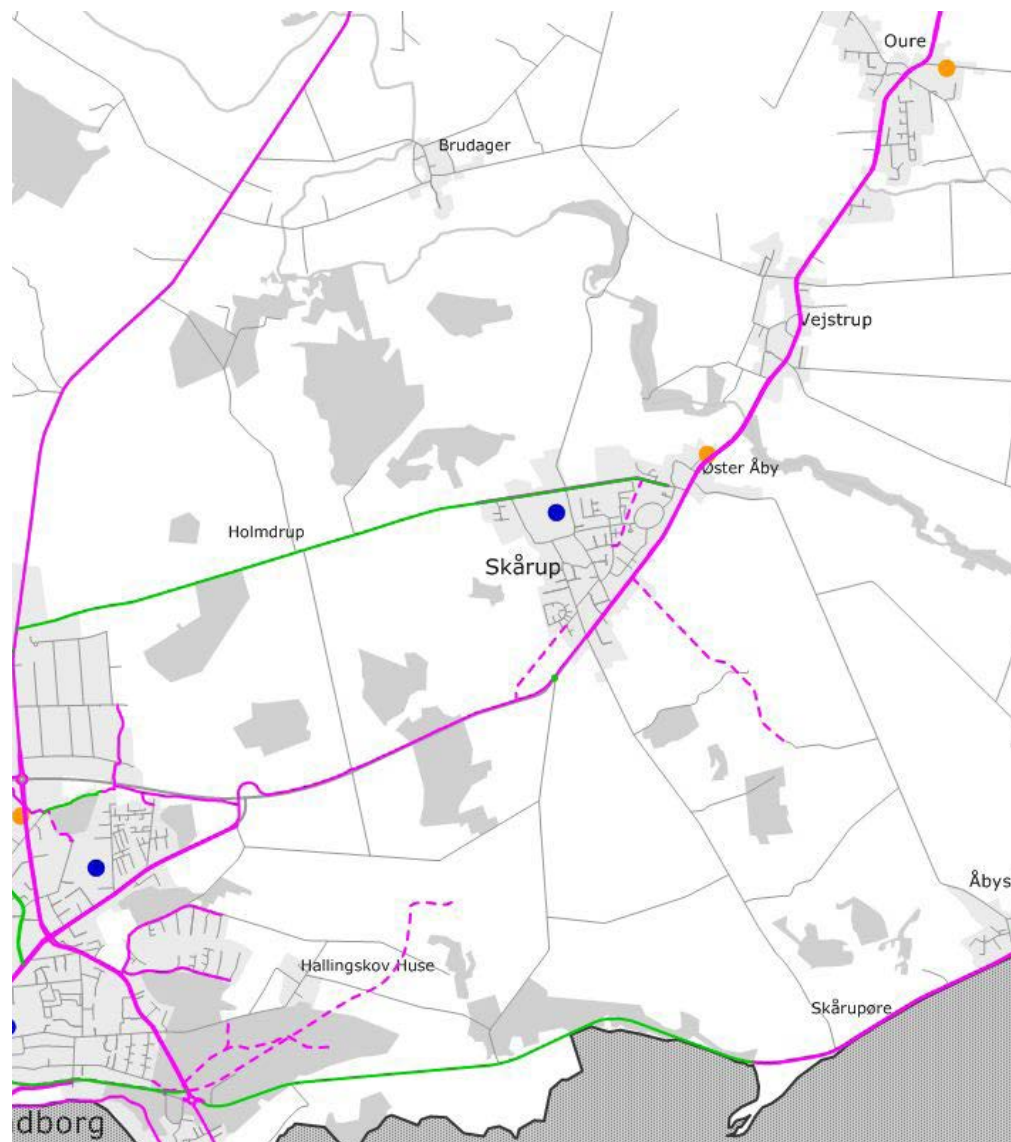 Oure
Brudager
Vejstrup
Øster Åby
Holmdrup
Skårup
Åbys
Hallingskov Huse
Skårupøre
dborg